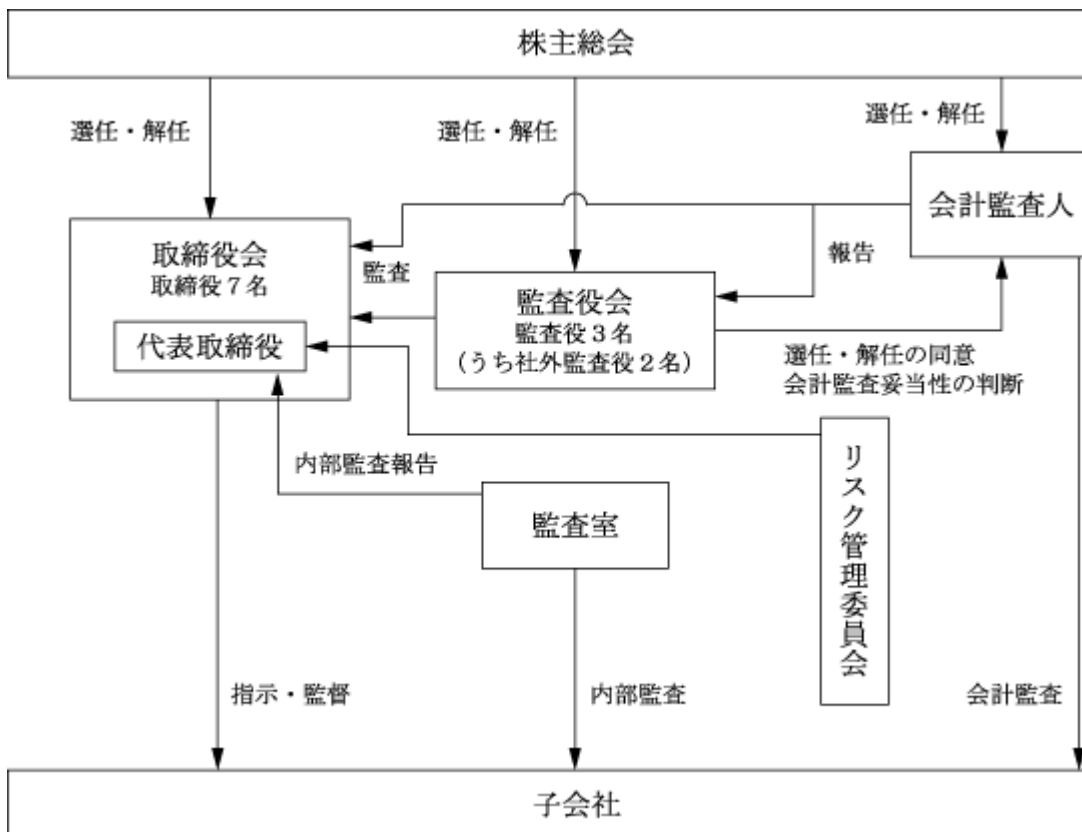 株主総会
選任・解任
選任・解任
選任・解任
会計監査人
取締役会
取締役7名
監査
報告
監査役会
監査役3名
(うち社外監査役2名)
代表取締役
選任・解任の同意
会計監査妥当性の判断
内部監査報告
リスク管理委員会
監査室
指示・監督
内部監査
会計監査
子会社